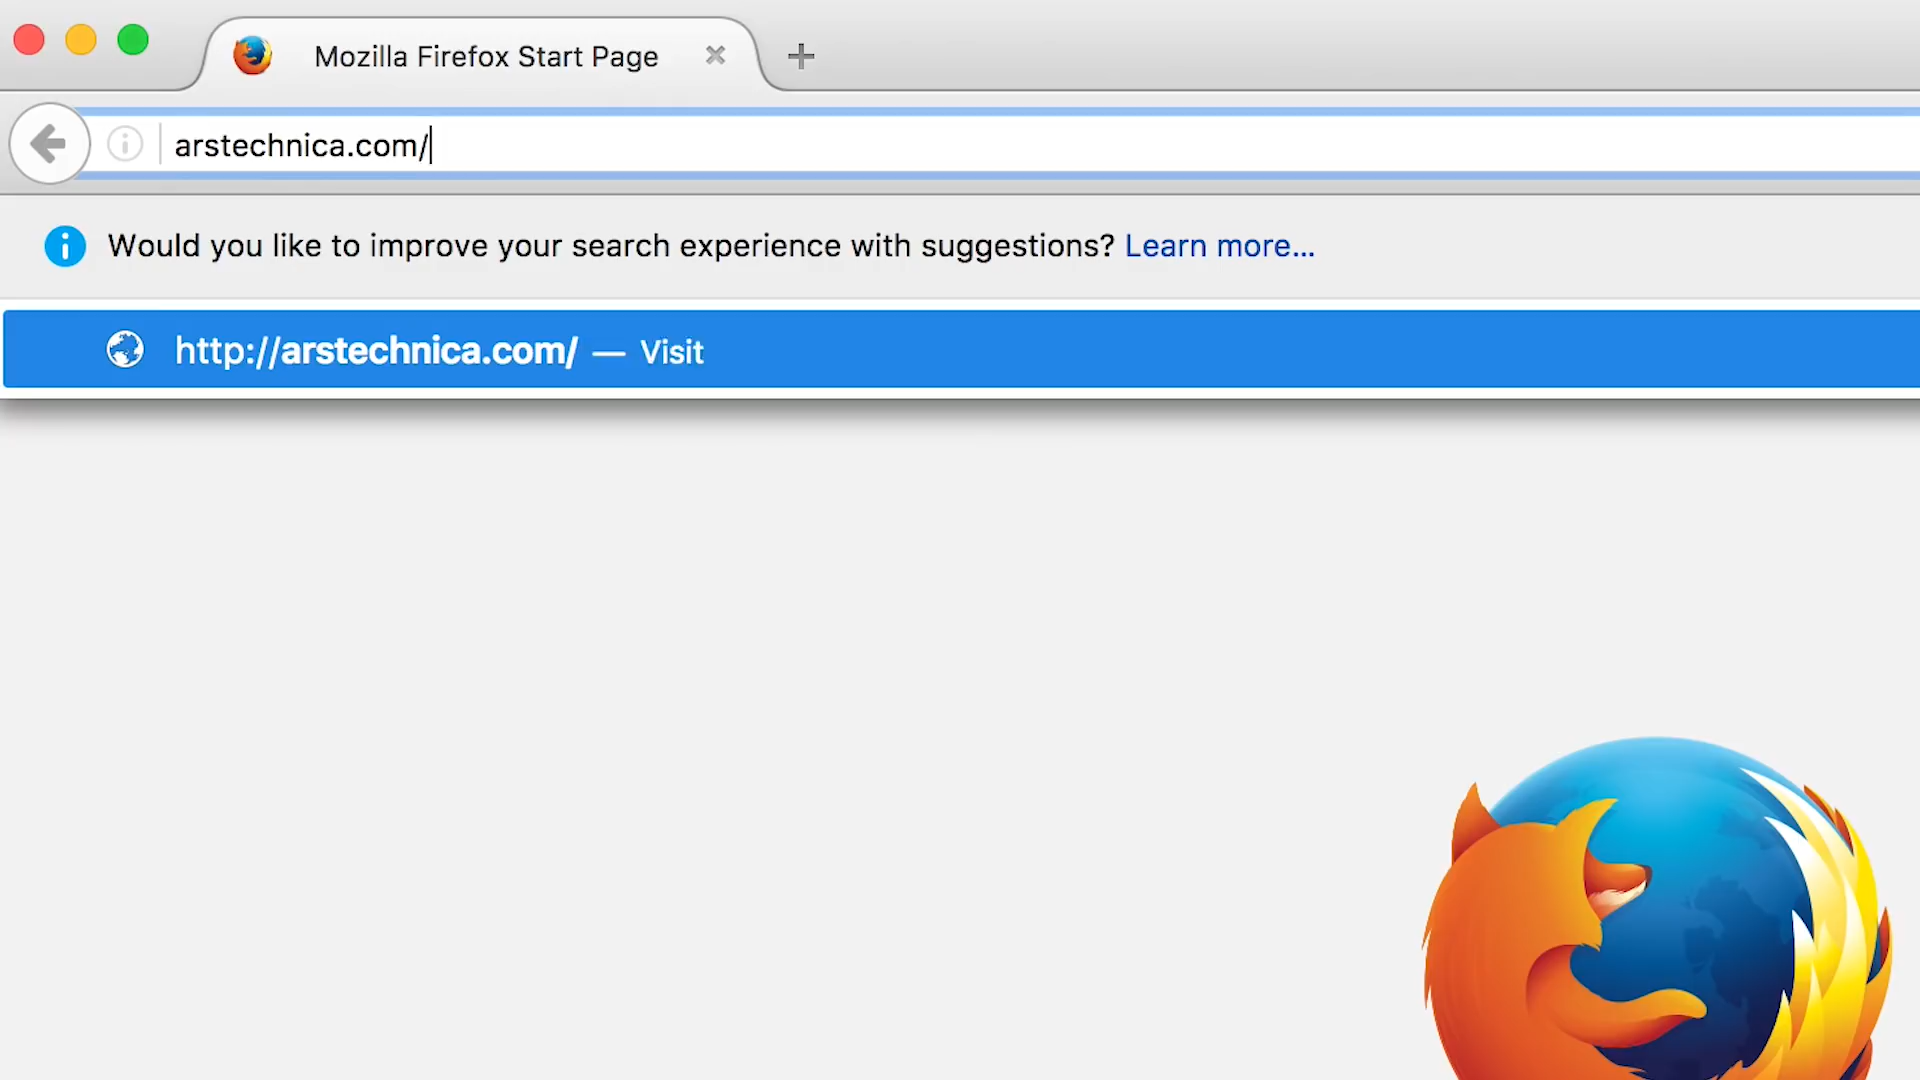 Mozilla Firefox Start Page
arstechnica.com/
Would you like to improve your search experience with suggestions? Learn more...
http://arstechnica.com/ — Visit